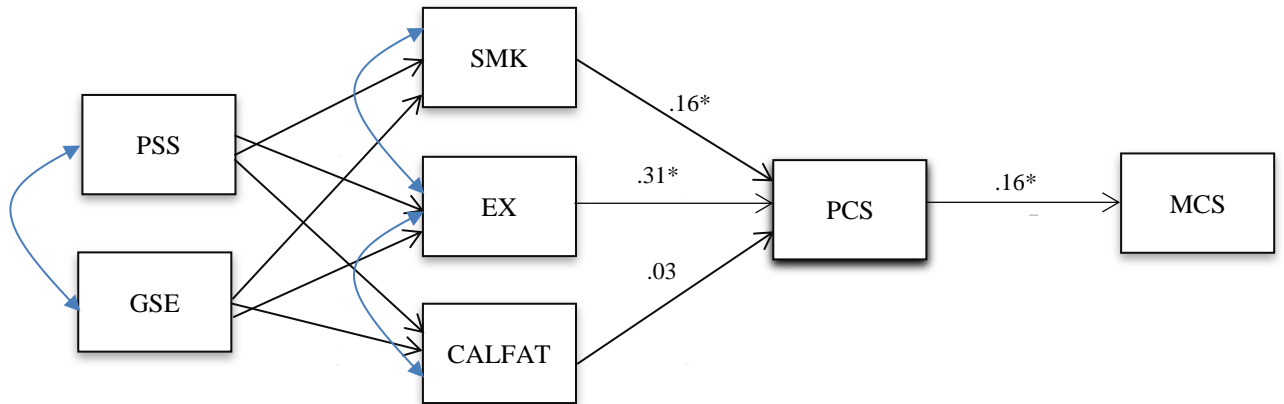 SMK
.16*
PSS
EX
.31*
PCS
.16*
MCS
GSE
.03
CALFAT